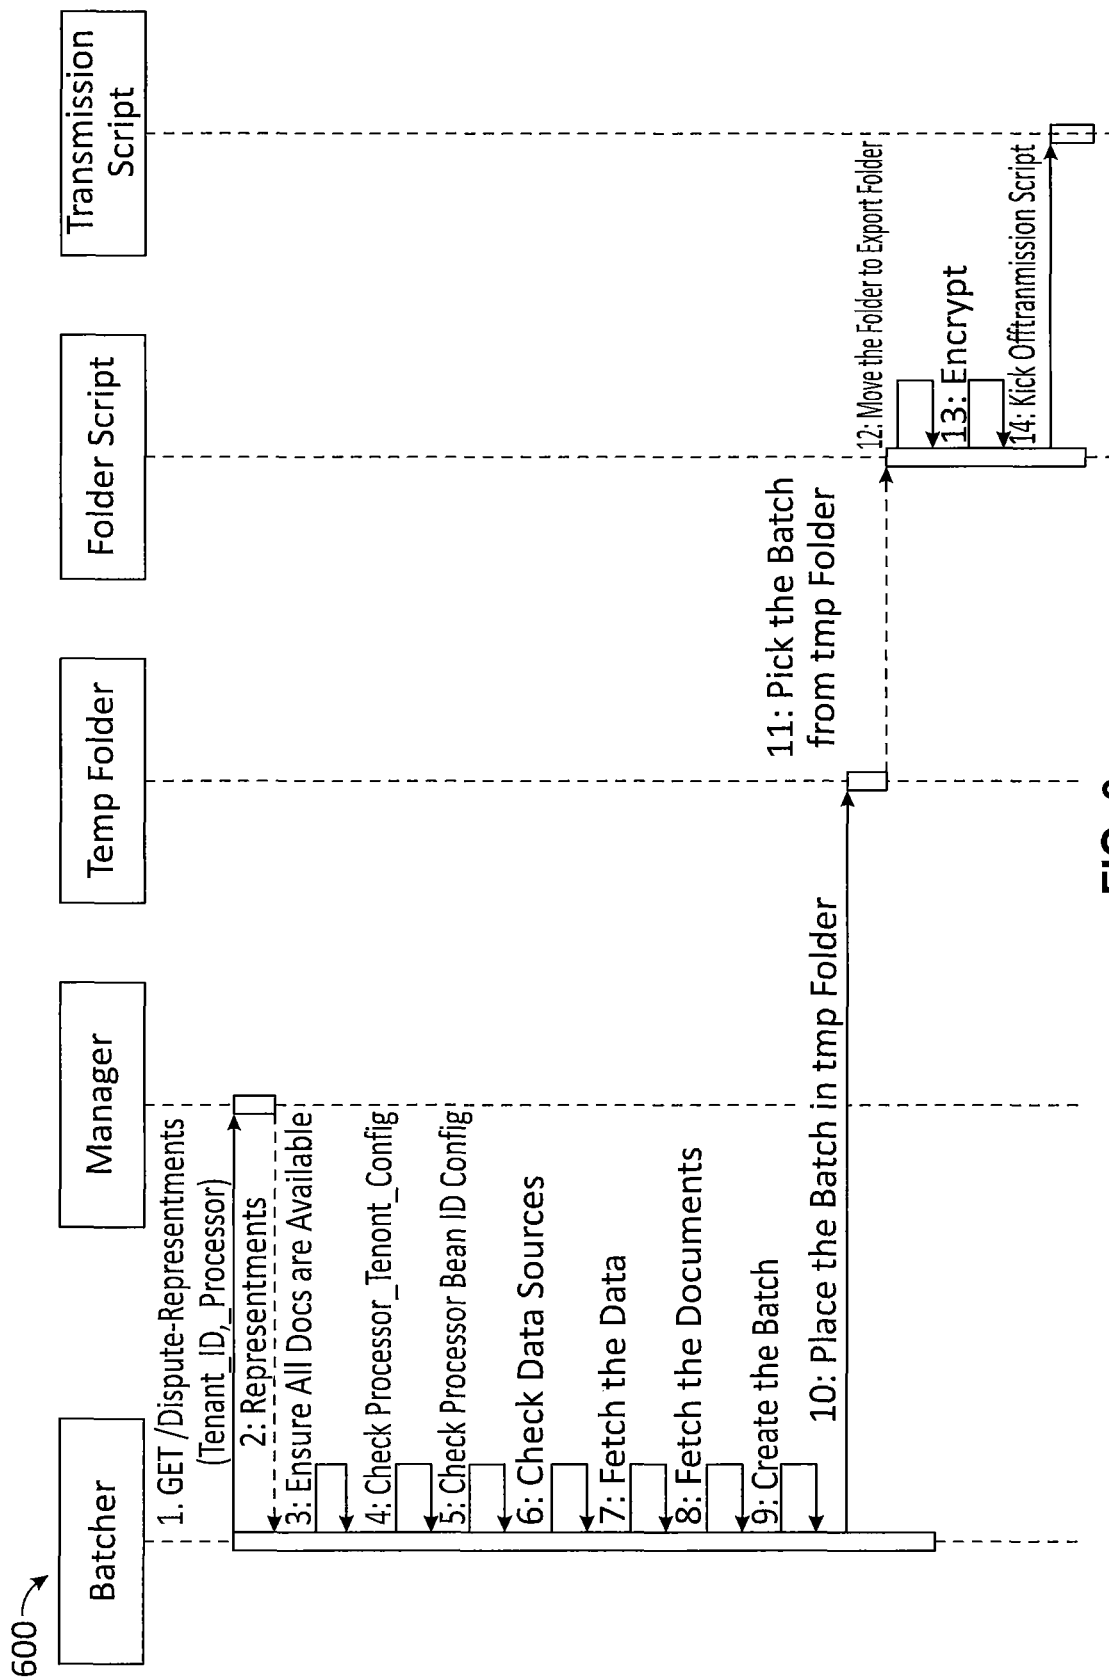 600
Batcher
Manager
Temp Folder
Folder Script
Transmission
Script
1. GET /Dispute-Representments
(Tenant_ID,_Processor)
2: Representments
3: Ensure All Docs are Available
4: Check Processor_Tenont_Config
5: Check Processor Bean ID Config
6: Check Data Sources
7: Fetch the Data
8: Fetch the Documents
9: Create the Batch
10: Place the Batch in tmp Folder
11: Pick the Batch
from tmp Folder
12: Move the Folder to Export Folder
13: Encrypt
14: Kick Offtranmission Script